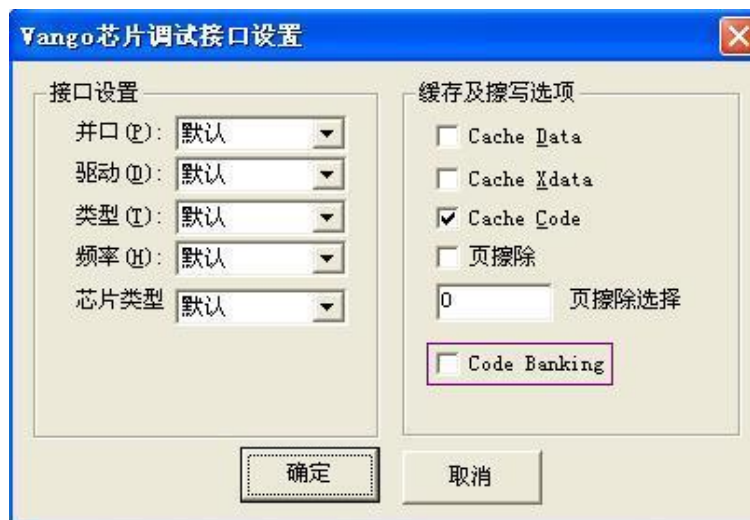 Vango芯片调试接口设置
接口设置
并口(P): 默认
驱动(D): 默认
类型(T): 默认
频率(H): 默认
芯片类型 默认
缓存及擦写选项
Cache Data
Cache Xdata
Cache Code
页擦除
0 页擦除选择
Code Banking
确定 取消